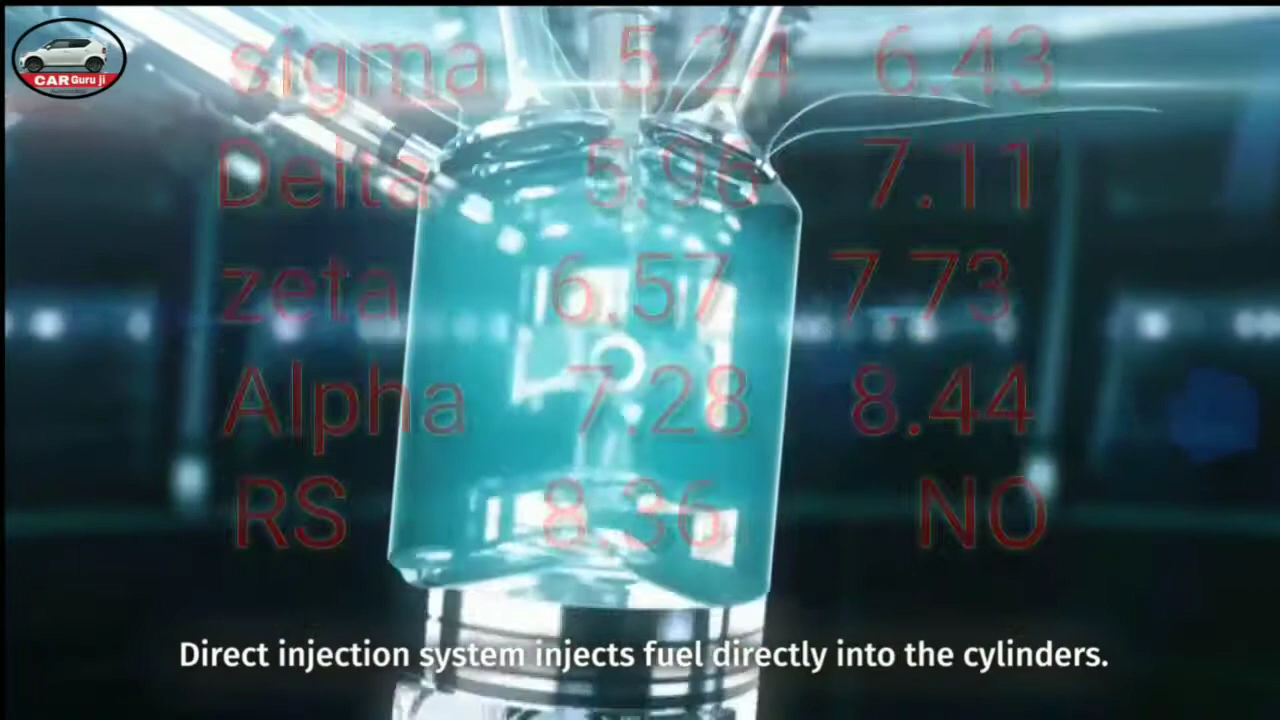 CAR Guru ji
sigma 5.24 6.43
Delta 5.96 7.11
zeta 6.57 7.73
Alpha 7.28 8.44
RS 8.36 NO
Direct injection system injects fuel directly into the cylinders.